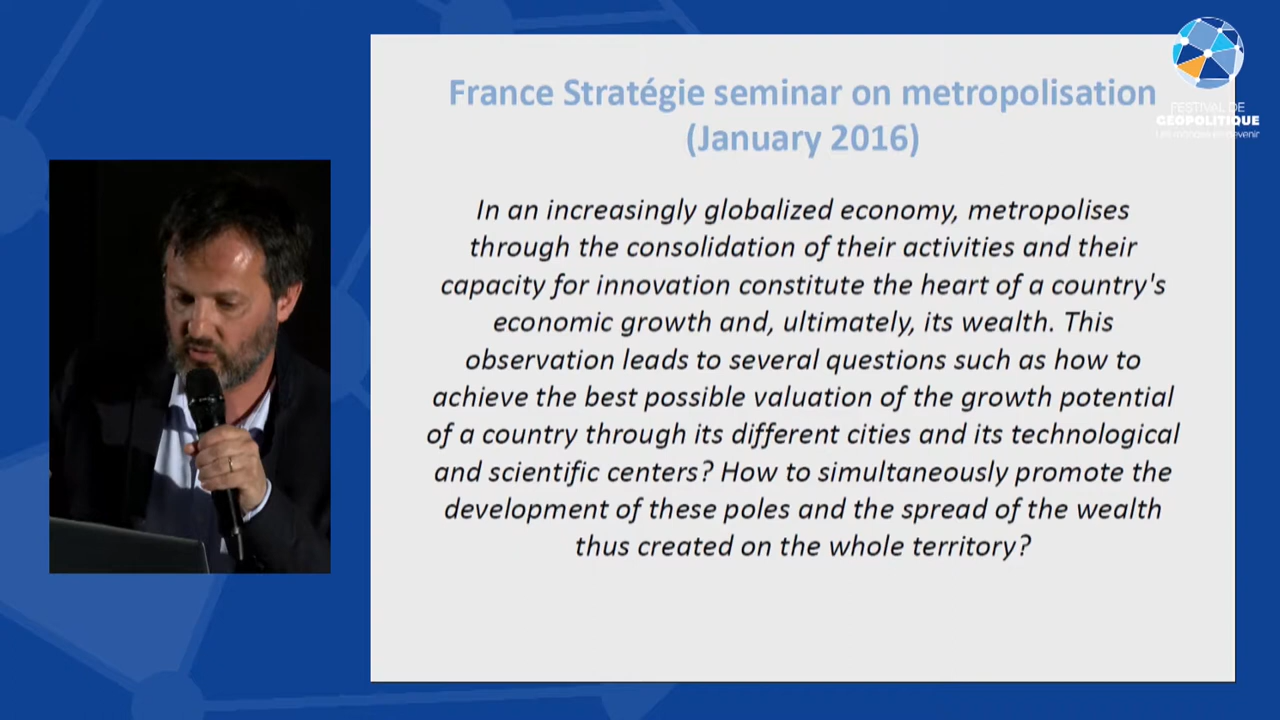 France Stratégie seminar on metropolisation
(January 2016)
FESTIVAL DE
GÉOPOLITIQUE
In an increasingly globalized economy, metropolises
through the consolidation of their activities and their
capacity for innovation constitute the heart of a country's
economic growth and, ultimately, its wealth. This
observation leads to several questions such as how to
achieve the best possible valuation of the growth potential
of a country through its different cities and its technological
and scientific centers? How to simultaneously promote the
development of these poles and the spread of the wealth
thus created on the whole territory?